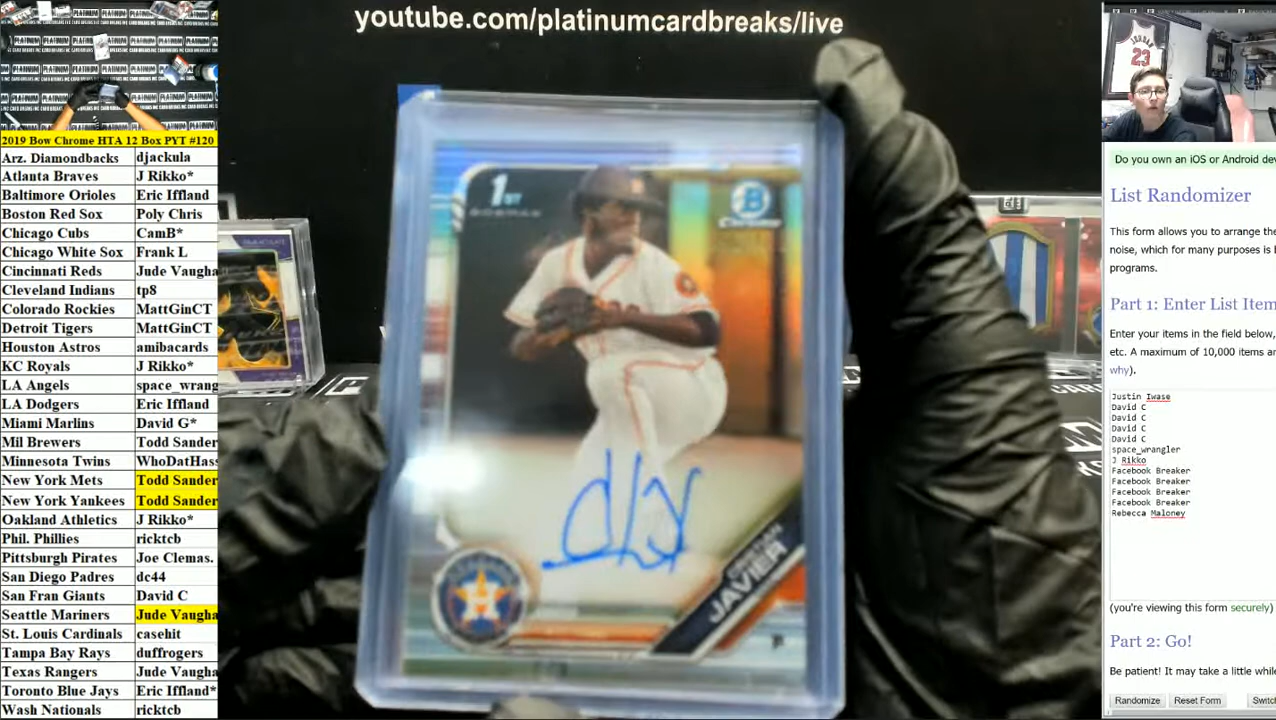 youtube.com/platinumcardbreaks/live
2019 Bow Chrome HTA 12 Box PYT #120
Arz. Diamondbacks djackula
Atlanta Braves J Rikko*
Baltimore Orioles Eric Iffland
Boston Red Sox Poly Chris
Chicago Cubs CamB*
Chicago White Sox Frank L
Cincinnati Reds Jude Vaugha
Cleveland Indians tp8
Colorado Rockies MattGinCT
Detroit Tigers MattGinCT
Houston Astros amibacards
KC Royals J Rikko*
LA Angels space_wrang
LA Dodgers Eric Iffland
Miami Marlins David G*
Mil Brewers Todd Sander
Minnesota Twins WhoDatHass
New York Mets Todd Sander
New York Yankees Todd Sander
Oakland Athletics J Rikko*
Phil. Phillies ricktcb
Pittsburgh Pirates Joe Clemas.
San Diego Padres dc44
San Fran Giants David C
Seattle Mariners Jude Vaugha
St. Louis Cardinals casehit
Tampa Bay Rays duffrogers
Texas Rangers Jude Vaugha
Toronto Blue Jays Eric Iffland*
Wash Nationals ricktcb
1ST
BOWMAN
B
Chrome
JAVIER
P
JORDAN
23
Do you own an iOS or Android dev
List Randomizer
This form allows you to arrange the
noise, which for many purposes is
programs.
Part 1: Enter List Item
Enter your items in the field below,
etc. A maximum of 10,000 items a
why).
Justin Iwase
David C
David C
David C
David C
space_wrangler
J Rikko
Facebook Breaker
Facebook Breaker
Facebook Breaker
Facebook Breaker
Rebecca Maloney
(you're viewing this form securely)
Part 2: Go!
Be patient! It may take a little while
Randomize Reset Form Switc